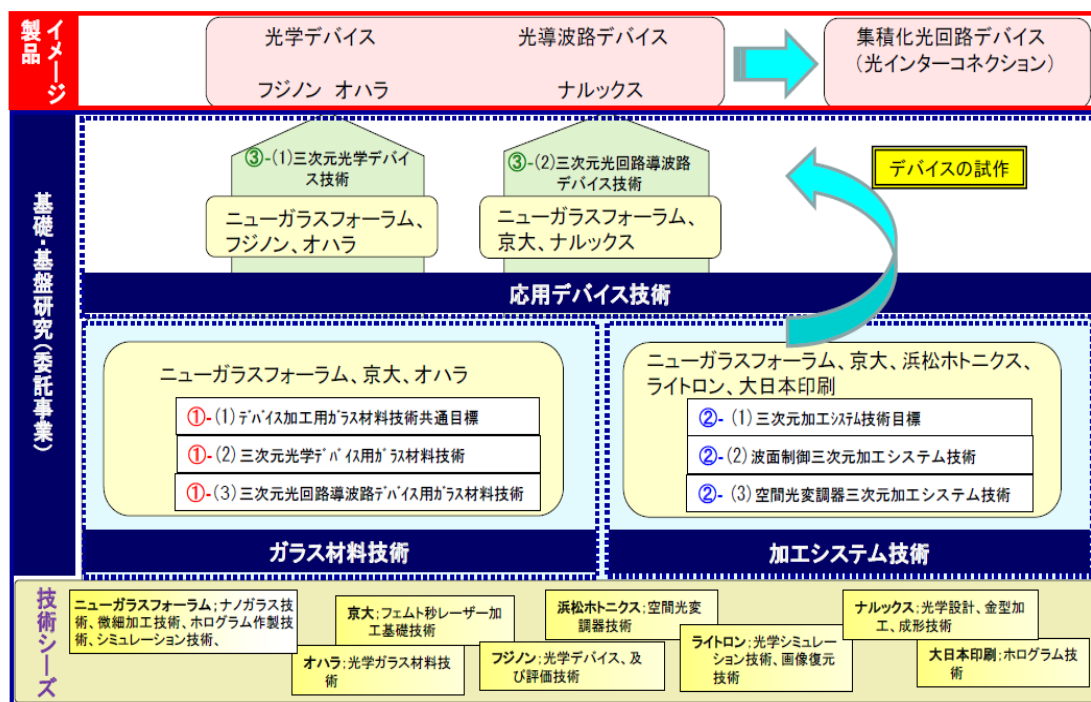 イメージ
製品
光学デバイス
光導波路デバイス
フジノン オハラ
ナルックス
集積化光回路デバイス
(光インターコネクション)
基礎・基盤研究(委託事業)
③-(1)三次元光学デバイ
ス技術
③-(2)三次元光回路導波路
デバイス技術
デバイスの試作
ニューガラスフォーラム、
フジノン、オハラ
ニューガラスフォーラム、
京大、ナルックス
応用デバイス技術
ニューガラスフォーラム、京大、オハラ
①-(1)デバイス加工用ガラス材料技術共通目標
①-(2)三次元光学デバイス用ガラス材料技術
①-(3)三次元光回路導波路デバイス用ガラス材料技術
ガラス材料技術
ニューガラスフォーラム、京大、浜松ホトニクス、
ライトロン、大日本印刷
②-(1)三次元加工システム技術目標
②-(2)波面制御三次元加工システム技術
②-(3)空間光変調器三次元加工システム技術
加工システム技術
技術シーズ
ニューガラスフォーラム;ナノガラス技
術、微細加工技術、ホログラム作製技
術、シミュレーション技術、
京大;フェムト秒レーザー加
工基礎技術
浜松ホトニクス;空間光変
調器技術
ナルックス;光学設計、金型加
工、成形技術
オハラ;光学ガラス材料技
術
フジノン;光学デバイス、及
び評価技術
ライトロン;光学シミュレー
ション技術、画像復元
技術
大日本印刷;ホログラム技
術